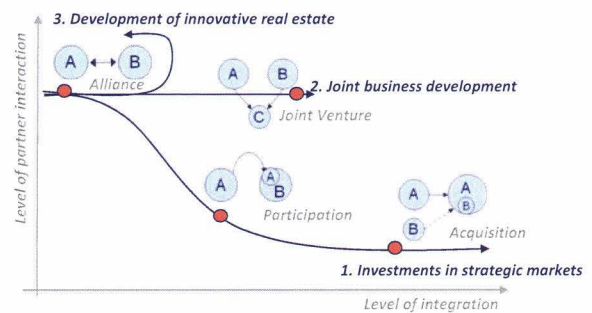 3. Development of innovative real estate
A B
Alliance
A B
2. Joint business development
C Joint Venture
A A B
Participation
A A B
B
Acquisition
1. Investments in strategic markets
Level of integration
Level of partner interaction